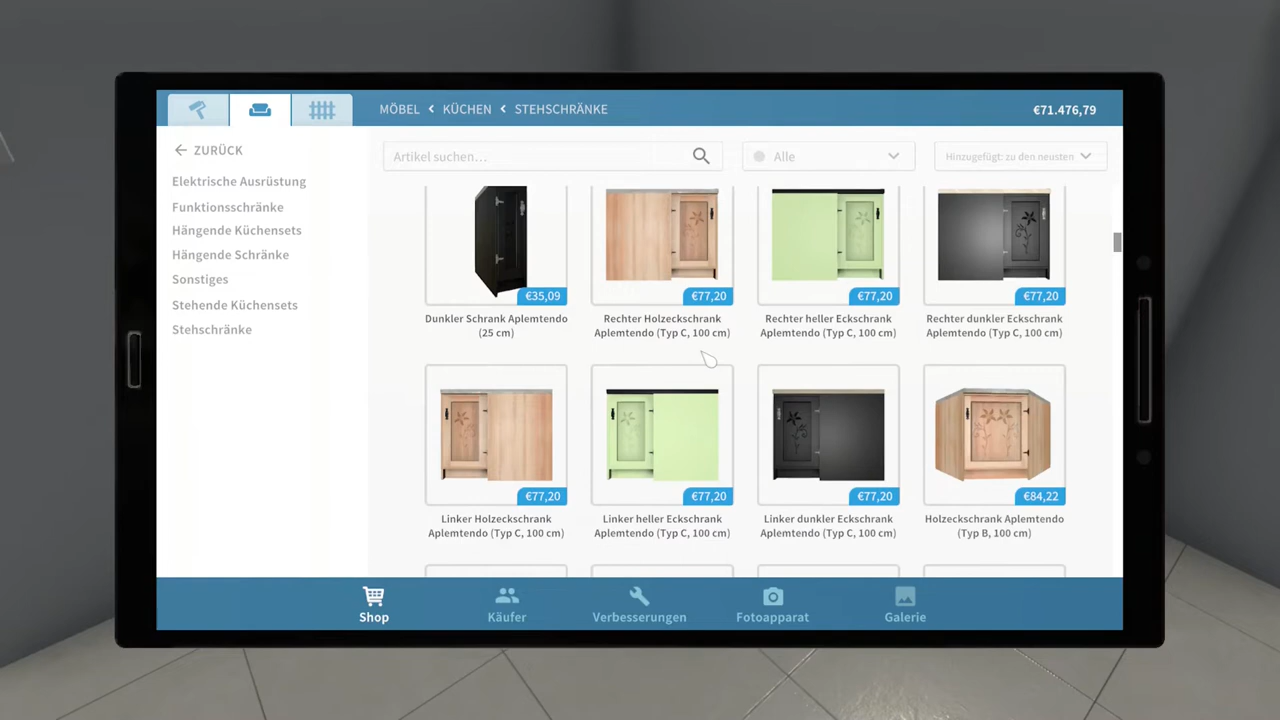 MÖBEL < KÜCHEN < STEHSCHRÄNKE
€71.476,79
ZURÜCK
Elektrische Ausrüstung
Funktionsschränke
Hängende Küchensets
Hängende Schränke
Sonstiges
Stehende Küchensets
Stehschränke
Artikel suchen...
Alle
Hinzugefügt: zu den neusten
€35,09
€77,20
€77,20
€77,20
Dunkler Schrank Aplemtendo
(25 cm)
Rechter Holzeckschrank
Aplemtendo (Typ C, 100 cm)
Rechter heller Eckschrank
Aplemtendo (Typ C, 100 cm)
Rechter dunkler Eckschrank
Aplemtendo (Typ C, 100 cm)
€77,20
€77,20
€77,20
€84,22
Linker Holzeckschrank
Aplemtendo (Typ C, 100 cm)
Linker heller Eckschrank
Aplemtendo (Typ C, 100 cm)
Linker dunkler Eckschrank
Aplemtendo (Typ C, 100 cm)
Holzeckschrank Aplemtendo
(Typ B, 100 cm)
Shop
Käufer
Verbesserungen
Fotoapparat
Galerie